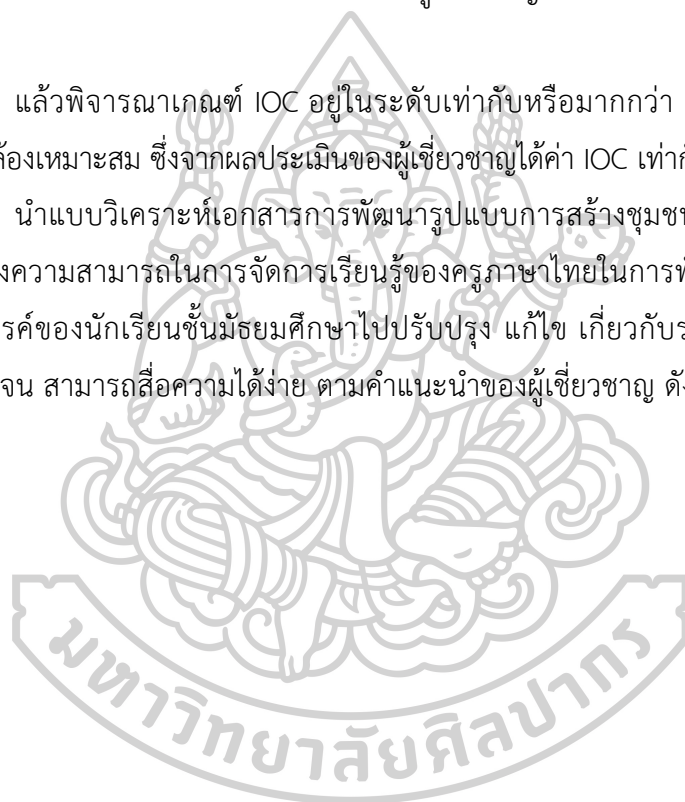 แล้วพิจารณาเกณฑ์ IOC อยู่ในระดับเท่ากับหรือมากกว่า
ล้องเหมาะสม ซึ่งจากผลประเมินของผู้เชี่ยวชาญได้ค่า IOC เท่าก
นำแบบวิเคราะห์เอกสารการพัฒนารูปแบบการสร้างชุมชน
งความสามารถในการจัดการเรียนรู้ของครูภาษาไทยในการพ
รค์ของนักเรียนชั้นมัธยมศึกษาไปปรับปรุง แก้ไข เกี่ยวกับร
จน สามารถสื่อความได้ง่าย ตามคำแนะนำของผู้เชี่ยวชาญ ดัง
มหาวิทยาลัยศิลปากร